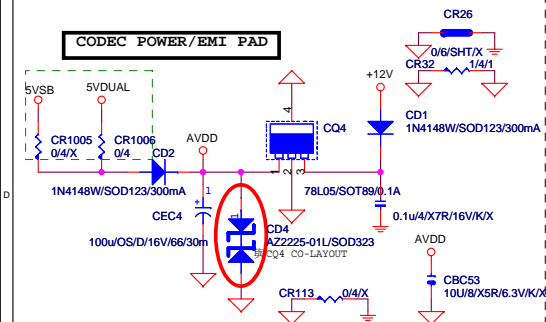 CODEC POWER/EMI PAD
CR26
0/6/SHT/X
CR32
1/4/1
5VSB
5VDUAL
+12V
4
CR1005
0/4/X
CR1006
0/4
CD2
AVDD
CQ4
CD1
1N4148W/SOD123/300mA
1
2
3
1N4148W/SOD123/300mA
78L05/SOT89/0.1A
D
+
1
CEC4
100u/OS/D/16V/66/30m
1
CD4
AZ2225-01L/SOD323
CQ4 CO-LAYOUT
0.1u/4/X7R/16V/K/X
AVDD
CBC53
10U/8/X5R/6.3V/K/X
CR113
0/4/X